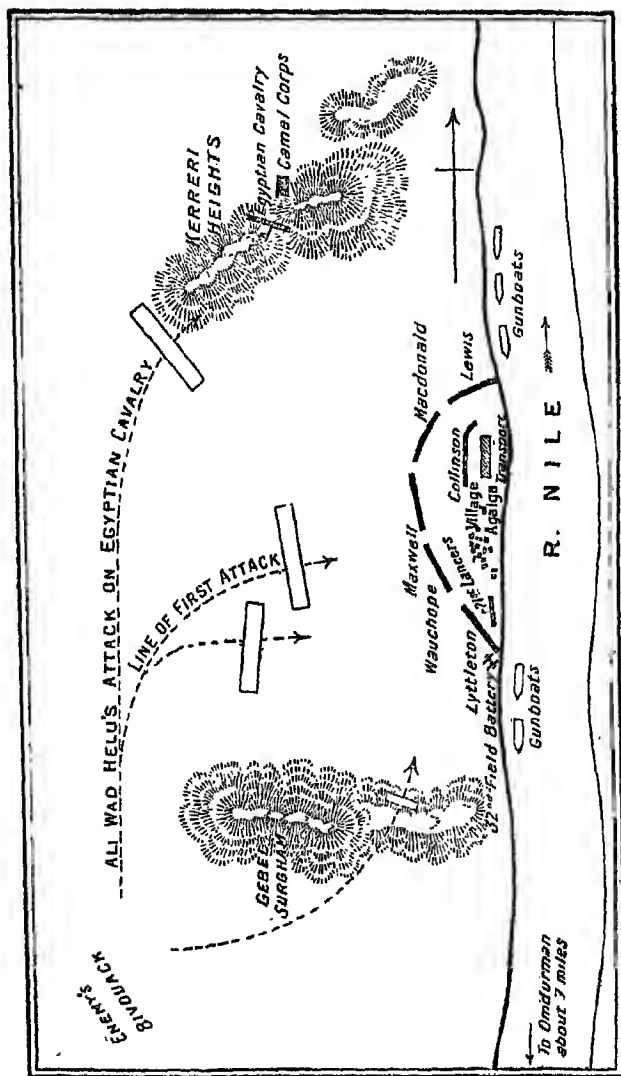 ENEMY'S
BIVOUACK
ALI WAD HELU'S ATTACK ON EGYPTIAN CAVALRY
LINE OF FIRST ATTACK
KERRERI
HEIGHTS
Egyptian Cavalry
Camel Corps
GEBEL
SURGHAM
Maxwell
Macdonald
Wauchope
Lewis
Lyttleton
21st Lancers
Collinson
Village
Agaiga
Transport
32nd Field Battery
Gunboats
Gunboats
R. NILE
To Omdurman
about 7 miles